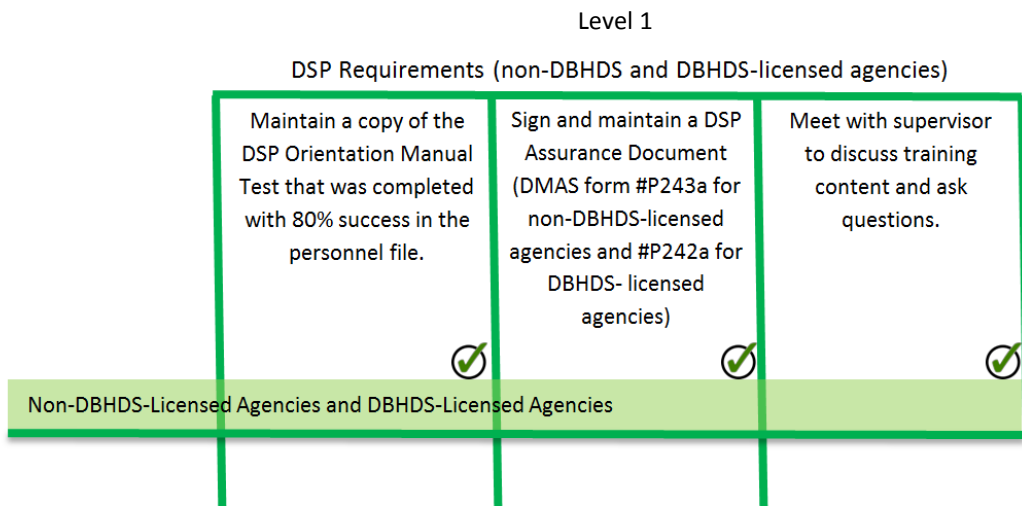 Level 1
DSP Requirements (non-DBHDS and DBHDS-licensed agencies)
Maintain a copy of the
DSP Orientation Manual
Test that was completed
with 80% success in the
personnel file.
Sign and maintain a DSP
Assurance Document
(DMAS form #P243a for
non-DBHDS-licensed
agencies and #P242a for
DBHDS- licensed
agencies)
Meet with supervisor
to discuss training
content and ask
questions.
Non-DBHDS-Licensed Agencies and DBHDS-Licensed Agencies